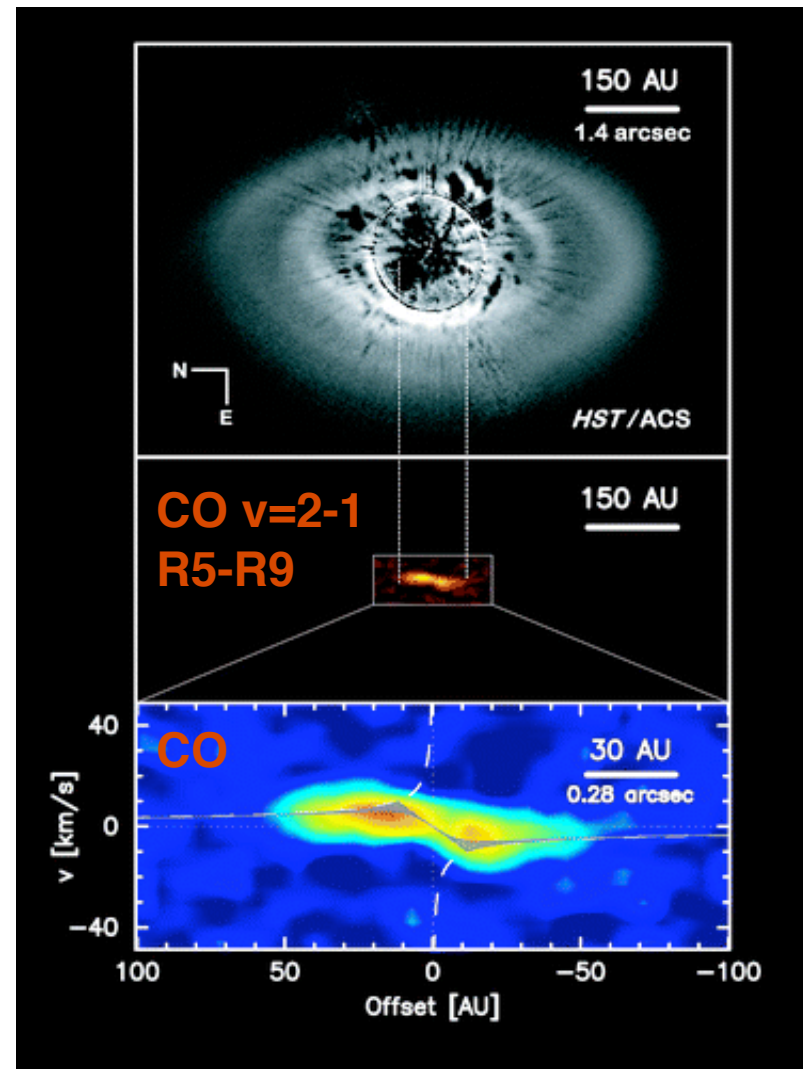 150 AU
1.4 arcsec
N
E
HST/ACS
CO v=2-1
R5-R9
150 AU
CO
30 AU
0.28 arcsec
v [km/s]
40
0
−40
100 50 0 −50 −100
Offset [AU]